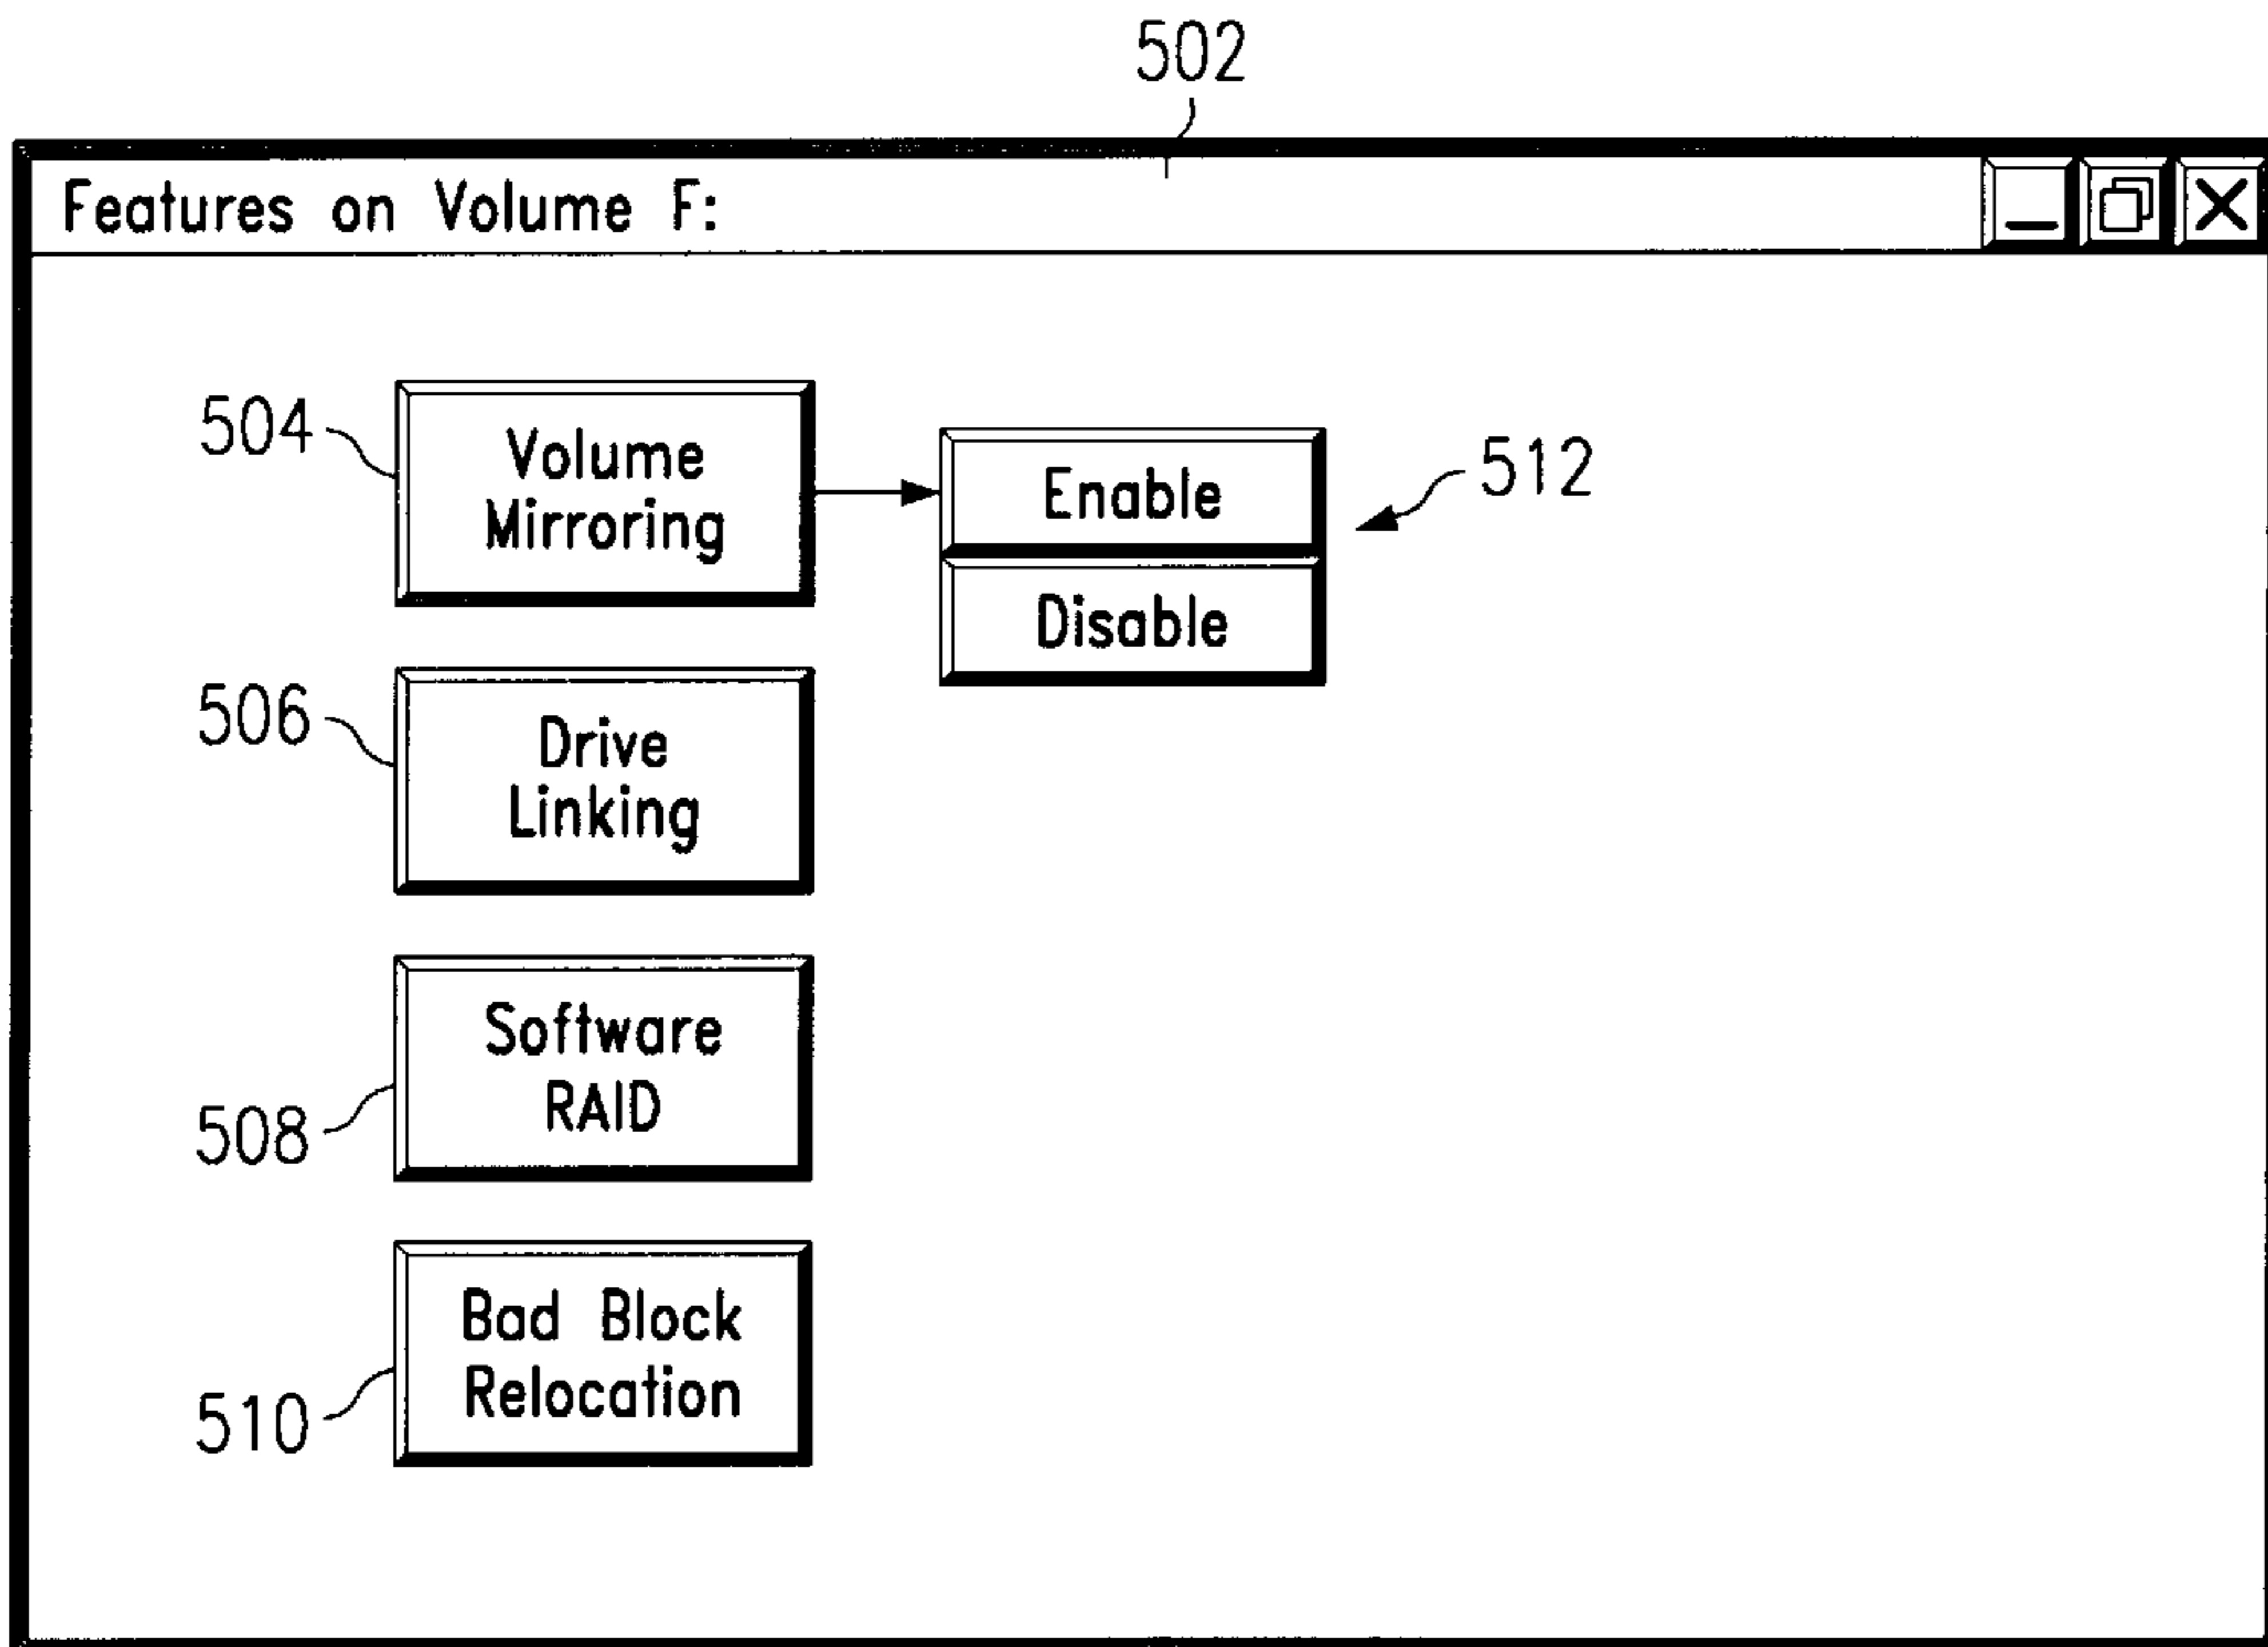 502
Features on Volume F:
504
Volume
Mirroring
Enable
512
Disable
506
Drive
Linking
Software
RAID
508
Bad Block
Relocation
510